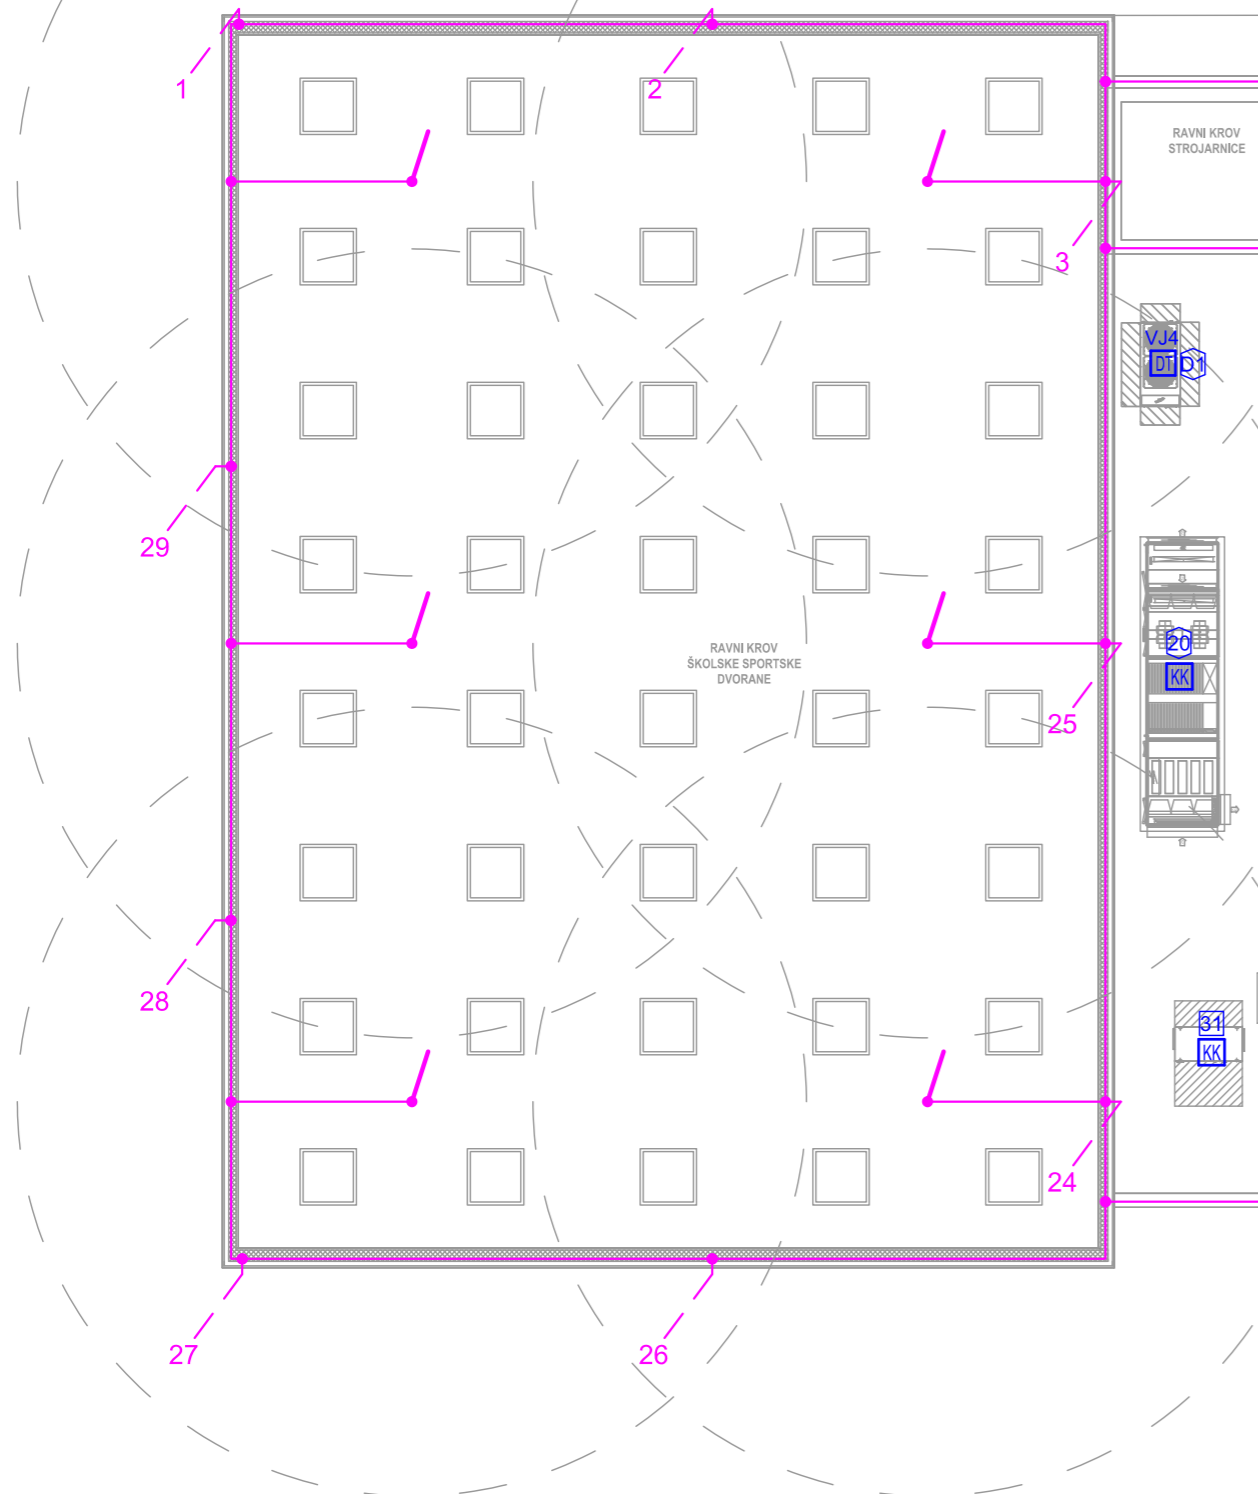 1
2
RAVNI KROV
STROJARNICE
3
VJ4
DT
D1
29
20
RAVNI KROV
ŠKOLSKE SPORTSKE
DVORANE
KK
25
28
31
KK
24
27
26